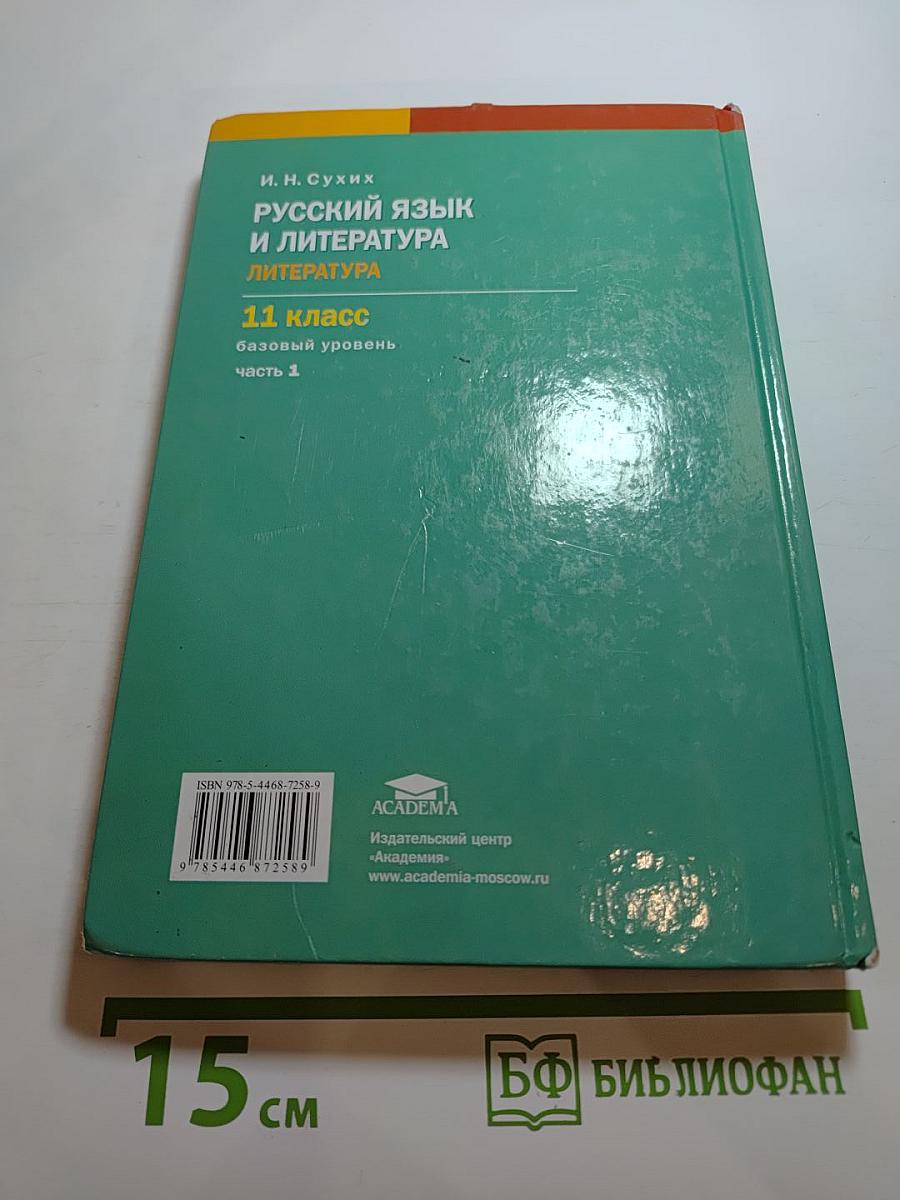 И. Н. Сухих
РУССКИЙ ЯЗЫК
И ЛИТЕРАТУРА
ЛИТЕРАТУРА
11 класс
базовый уровень
часть 1
ISBN 978-5-4468-7258-9
9 785446 872589
ACADEMA
Издательский центр
«Академия»
www.academia-moscow.ru
15 см
БФ БИБЛИОФАН